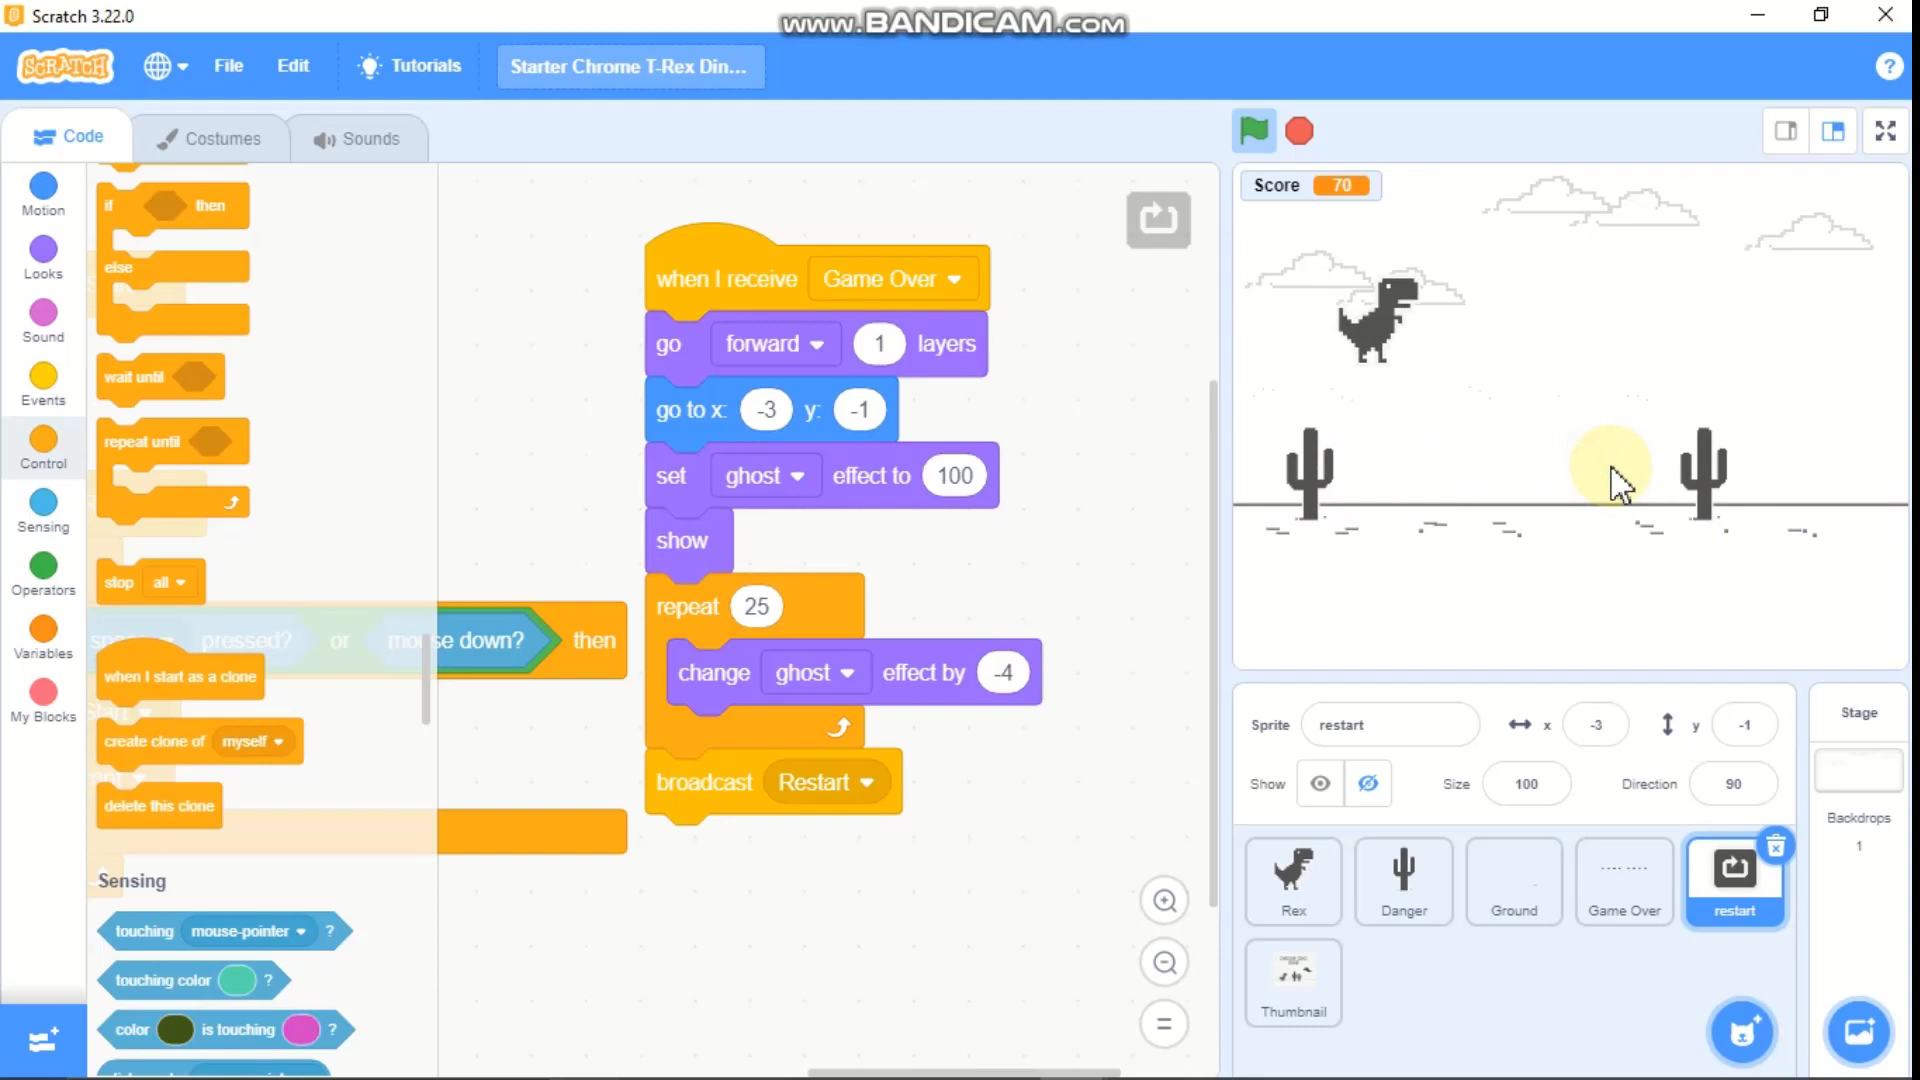 Scratch 3.22.0
www.BANDICAM.com
SCRATCH
File
Edit
Tutorials
Starter Chrome T-Rex Din...
?
Code
Costumes
Sounds
Motion
Looks
Sound
Events
Control
Sensing
Operators
Variables
My Blocks
if then
else
wait until
repeat until
stop all
pressed? or mouse down? then
when I start as a clone
create clone of myself
delete this clone
Sensing
touching mouse-pointer ?
touching color ?
color is touching ?
when I receive Game Over
go forward 1 layers
go to x: -3 y: -1
set ghost effect to 100
show
repeat 25
change ghost effect by -4
broadcast Restart
Score 70
Sprite restart x -3 y -1
Show Size 100 Direction 90
Rex
Danger
Ground
Game Over
restart
Thumbnail
Stage
Backdrops
1